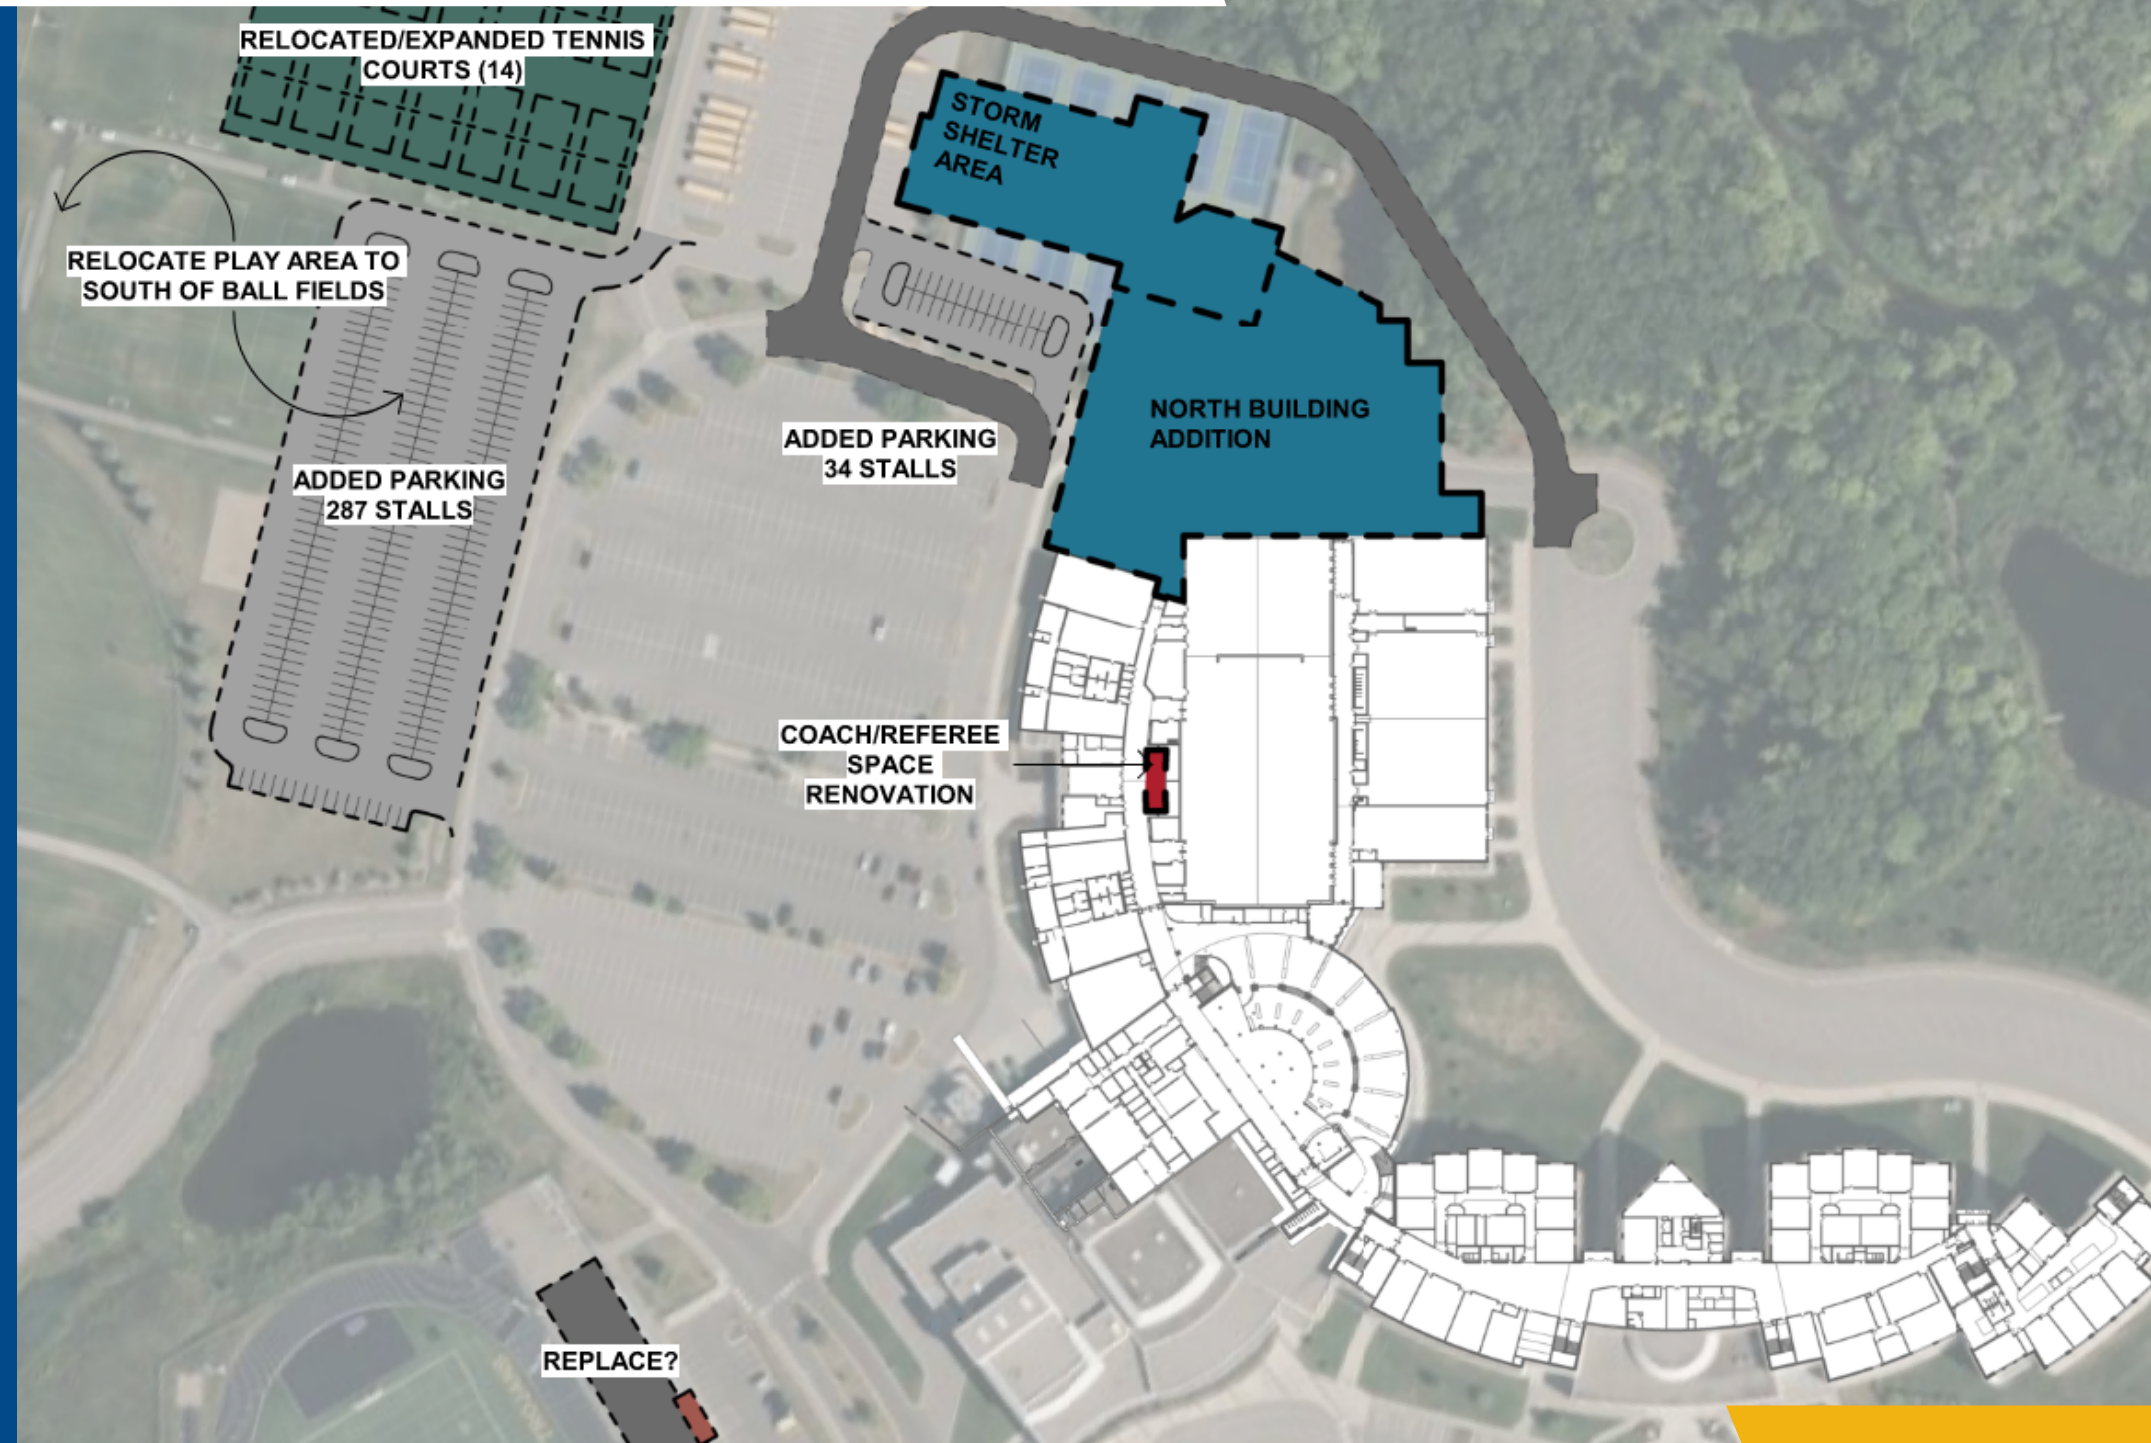 RELOCATED/EXPANDED TENNIS
COURTS (14)
STORM
SHELTER
AREA
RELOCATE PLAY AREA TO
SOUTH OF BALL FIELDS
NORTH BUILDING
ADDITION
ADDED PARKING
34 STALLS
ADDED PARKING
287 STALLS
COACH/REFEREE
SPACE
RENOVATION
REPLACE?